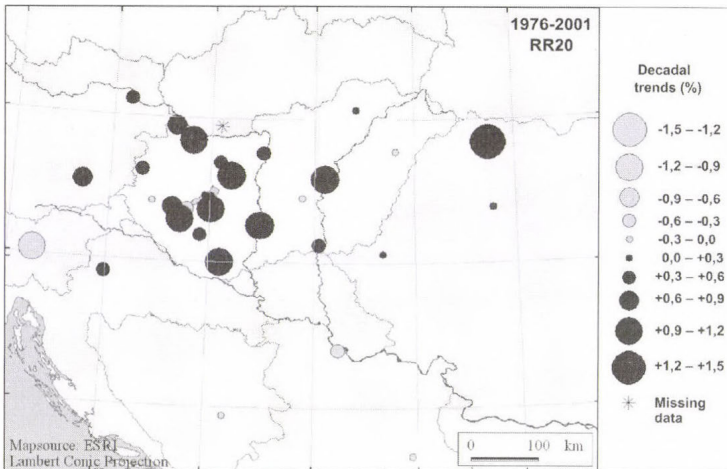 1976-2001
RR20
Decadal
trends (%)
-1,5 – -1,2
-1,2 – -0,9
-0,9 – -0,6
-0,6 – -0,3
-0,3 – 0,0
0,0 – +0,3
+0,3 – +0,6
+0,6 – +0,9
+0,9 – +1,2
+1,2 – +1,5
Missing
data
Mapsource: ESRI
Lambert Conic Projection
0 100 km